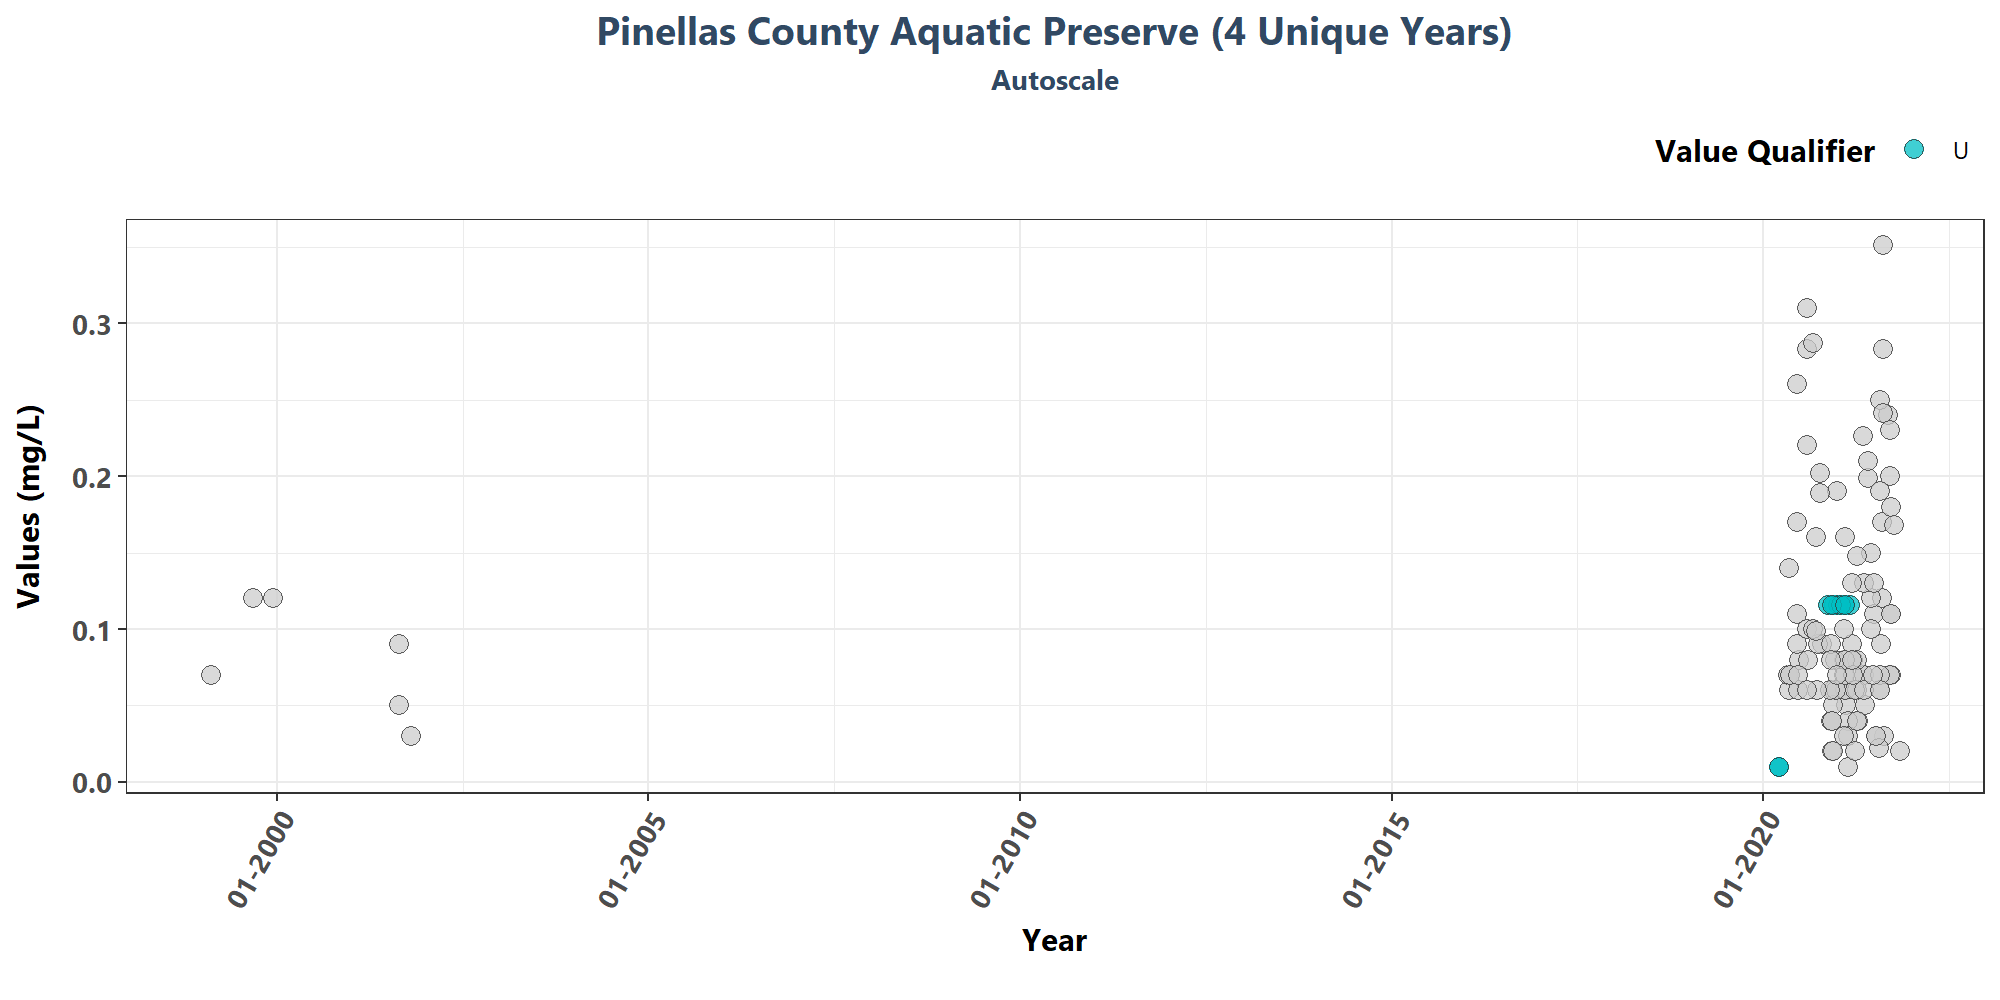 Pinellas County Aquatic Preserve (4 Unique Years)
Autoscale
Value Qualifier U
Values (mg/L)
0.3
0.2
0.1
0.0
01-2000 01-2005 01-2010 01-2015 01-2020
Year